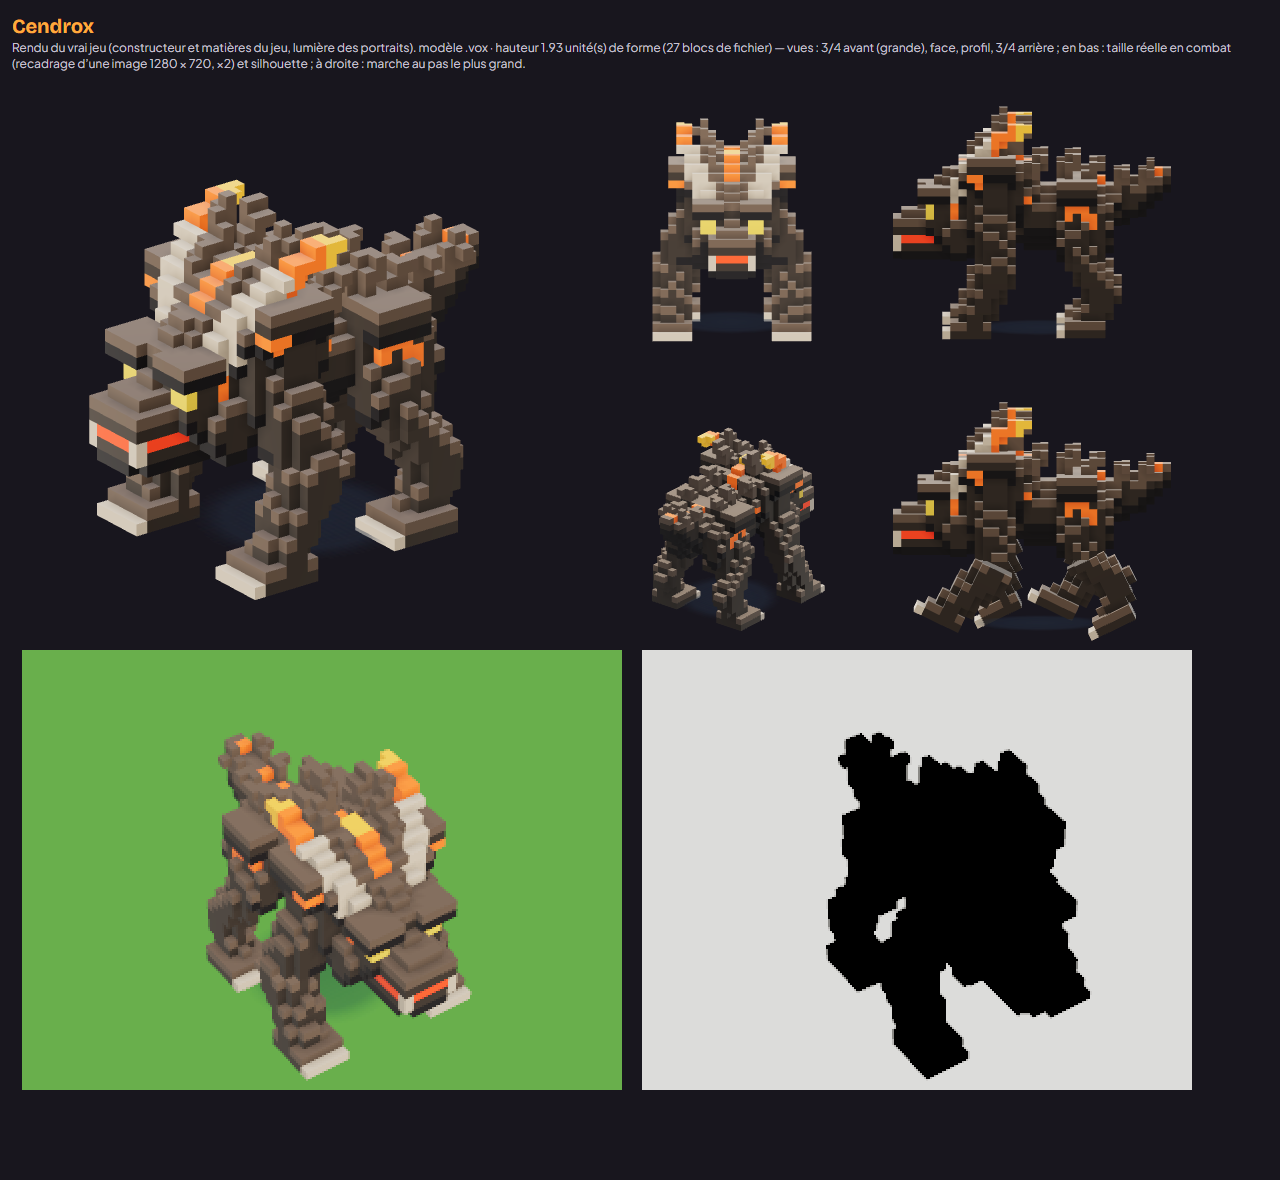 Cendrox
Rendu du vrai jeu (constructeur et matières du jeu, lumière des portraits). modèle .vox · hauteur 1.93 unité(s) de forme (27 blocs de fichier) — vues : 3/4 avant (grande), face, profil, 3/4 arrière ; en bas : taille réelle en combat
(recadrage d'une image 1280 × 720, ×2) et silhouette ; à droite : marche au pas le plus grand.